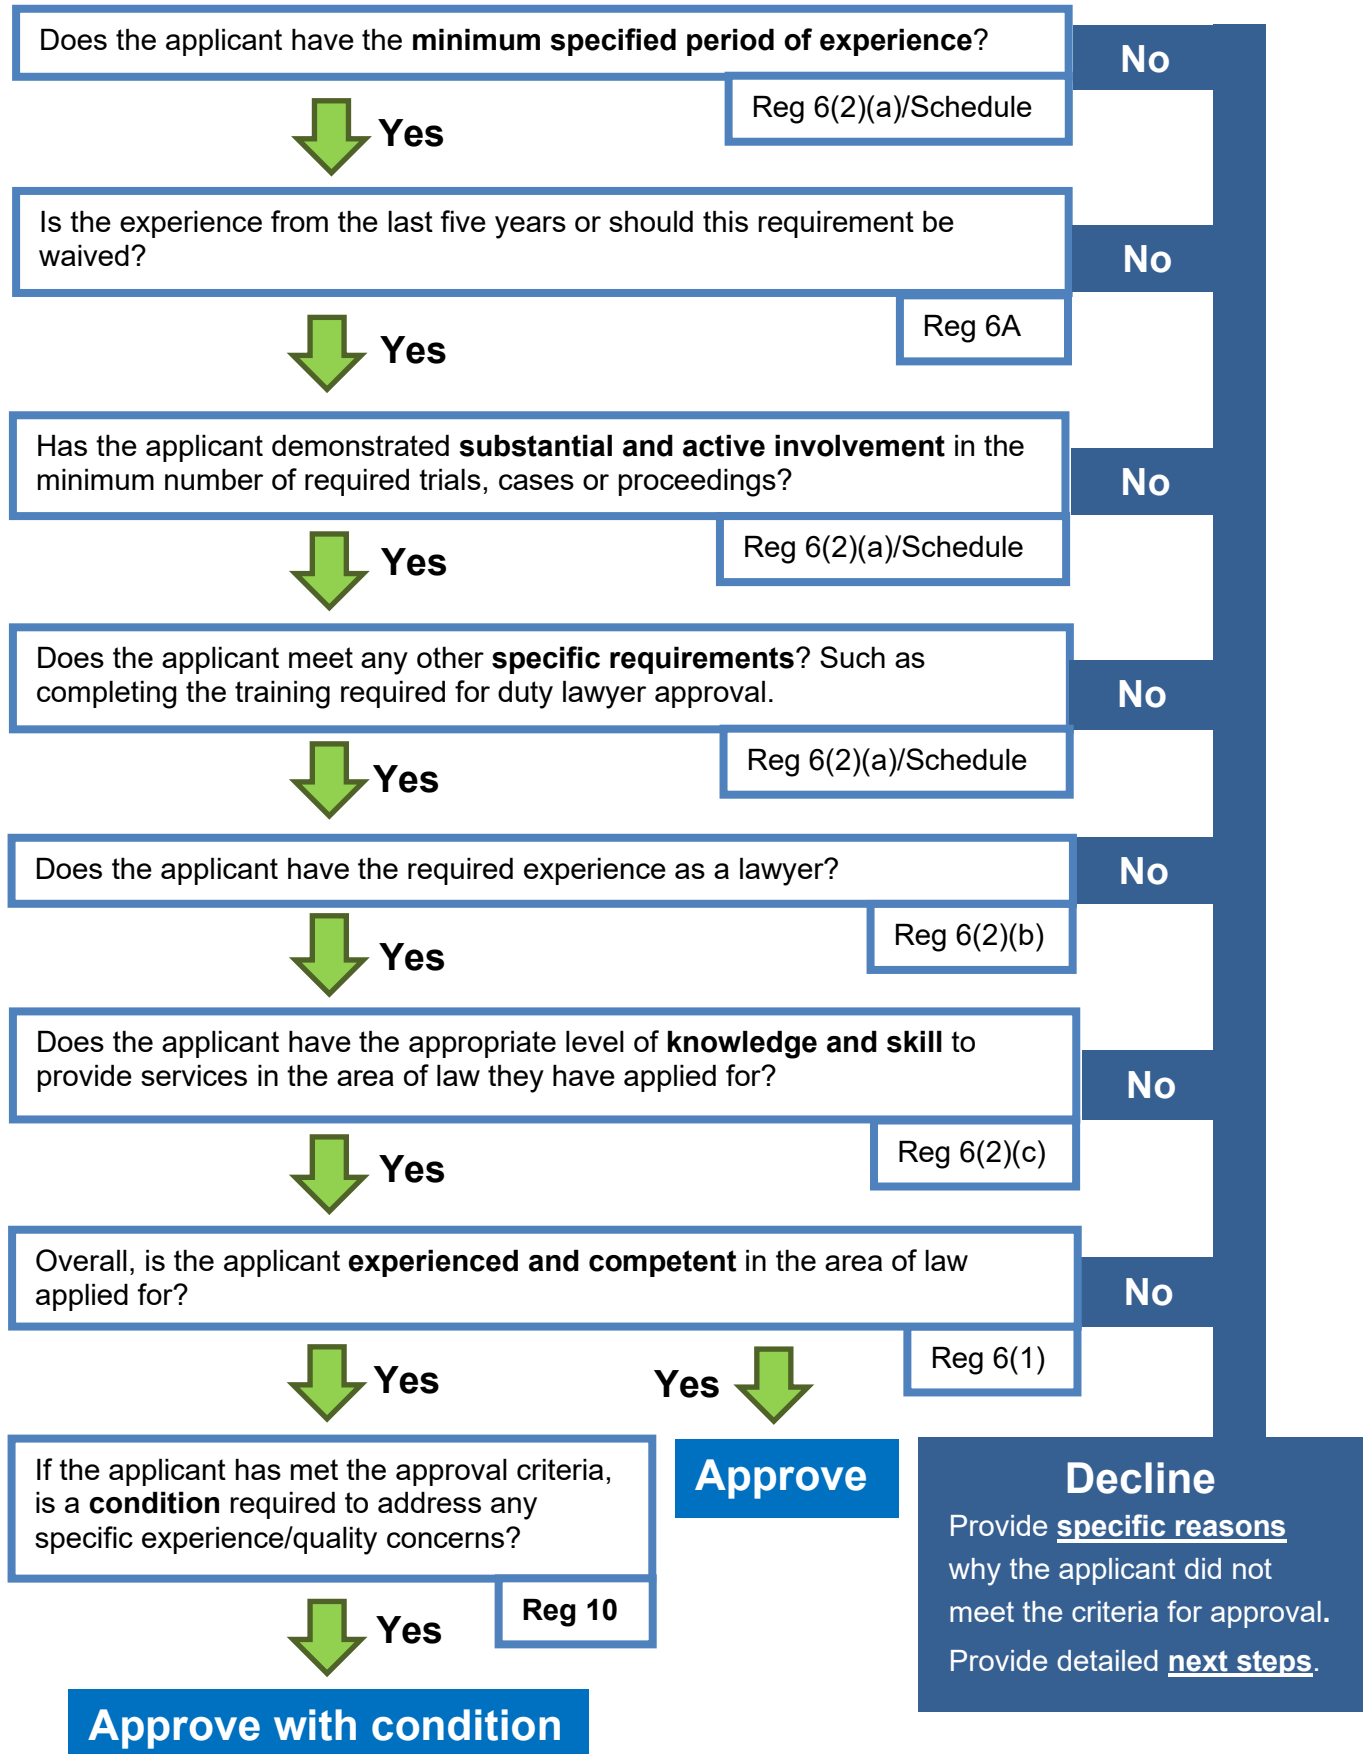 Does the applicant have the minimum specified period of experience?
No
Reg 6(2)(a)/Schedule
Yes
Is the experience from the last five years or should this requirement be
waived?
No
Reg 6A
Yes
Has the applicant demonstrated substantial and active involvement in the
minimum number of required trials, cases or proceedings?
No
Reg 6(2)(a)/Schedule
Yes
Does the applicant meet any other specific requirements? Such as
completing the training required for duty lawyer approval.
No
Reg 6(2)(a)/Schedule
Yes
Does the applicant have the required experience as a lawyer?
No
Reg 6(2)(b)
Yes
Does the applicant have the appropriate level of knowledge and skill to
provide services in the area of law they have applied for?
No
Reg 6(2)(c)
Yes
Overall, is the applicant experienced and competent in the area of law
applied for?
No
Reg 6(1)
Yes
Yes
If the applicant has met the approval criteria,
is a condition required to address any
specific experience/quality concerns?
Reg 10
Yes
Approve with condition
Approve
Decline
Provide specific reasons
why the applicant did not
meet the criteria for approval.
Provide detailed next steps.